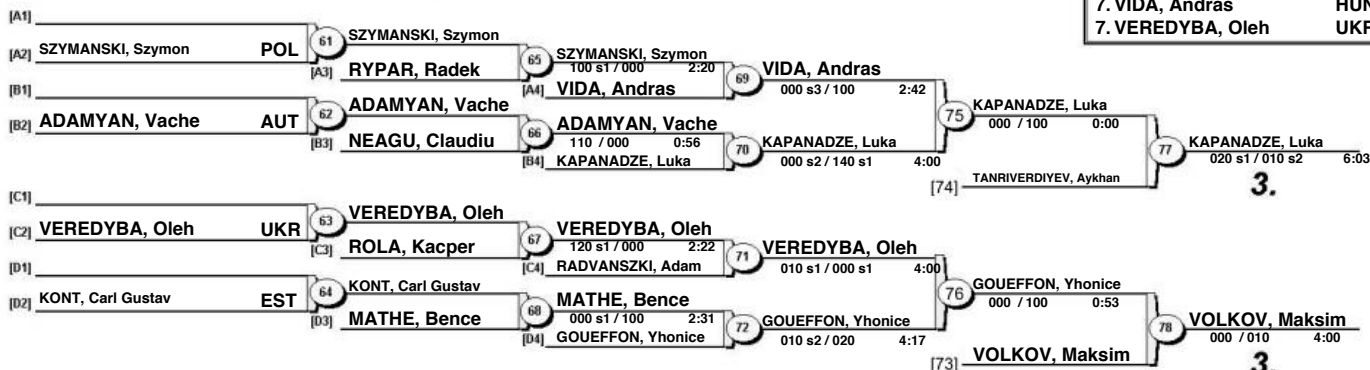 7. VIDA, Andras HUN
7. VEREDYBA, Oleh UKR
[A1]
[A2] SZYMANSKI, Szymon POL
61
SZYMANSKI, Szymon
[A3] RYPAR, Radek
65
SZYMANSKI, Szymon
100 s1 / 000 2:20
[A4] VIDA, Andras
69
VIDA, Andras
000 s3 / 100 2:42
[B1]
[B2] ADAMYAN, Vache AUT
62
ADAMYAN, Vache
[B3] NEAGU, Claudiu
66
ADAMYAN, Vache
110 / 000 0:56
[B4] KAPANADZE, Luka
70
KAPANADZE, Luka
000 s2 / 140 s1 4:00
75
KAPANADZE, Luka
000 / 100 0:00
[74] TANRIVERDIYEV, Aykhan
77
KAPANADZE, Luka
020 s1 / 010 s2 6:03
3.
[C1]
[C2] VEREDYBA, Oleh UKR
63
VEREDYBA, Oleh
[C3] ROLA, Kacper
67
VEREDYBA, Oleh
120 s1 / 000 2:22
[C4] RADVANSZKI, Adam
71
VEREDYBA, Oleh
010 s1 / 000 s1 4:00
[D1]
[D2] KONT, Carl Gustav EST
64
KONT, Carl Gustav
[D3] MATHE, Bence
68
MATHE, Bence
000 s1 / 100 2:31
[D4] GOUEFFON, Yhonice
72
GOUEFFON, Yhonice
010 s2 / 020 4:17
76
GOUEFFON, Yhonice
000 / 100 0:53
[73] VOLKOV, Maksim
78
VOLKOV, Maksim
000 / 010 4:00
3.